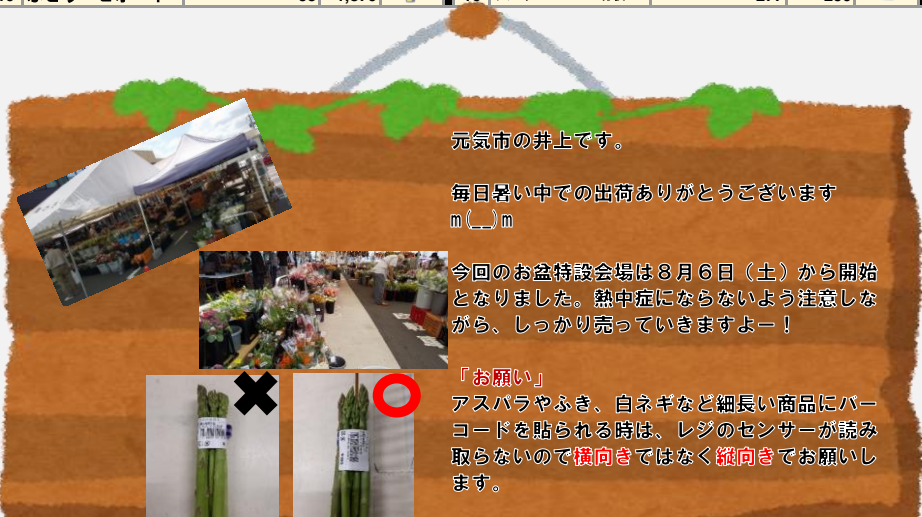 元気市の井上です。
毎日暑い中での出荷ありがとうございます
m(__)m
今回のお盆特設会場は８月６日（土）から開始
となりました。熱中症にならないよう注意しな
がら、しっかり売っていきますよー！
「お願い」
アスパラやふき、白ネギなど細長い商品にバー
コードを貼られる時は、レジのセンサーが読み
取らないので横向きではなく縦向きでお願いし
ます。